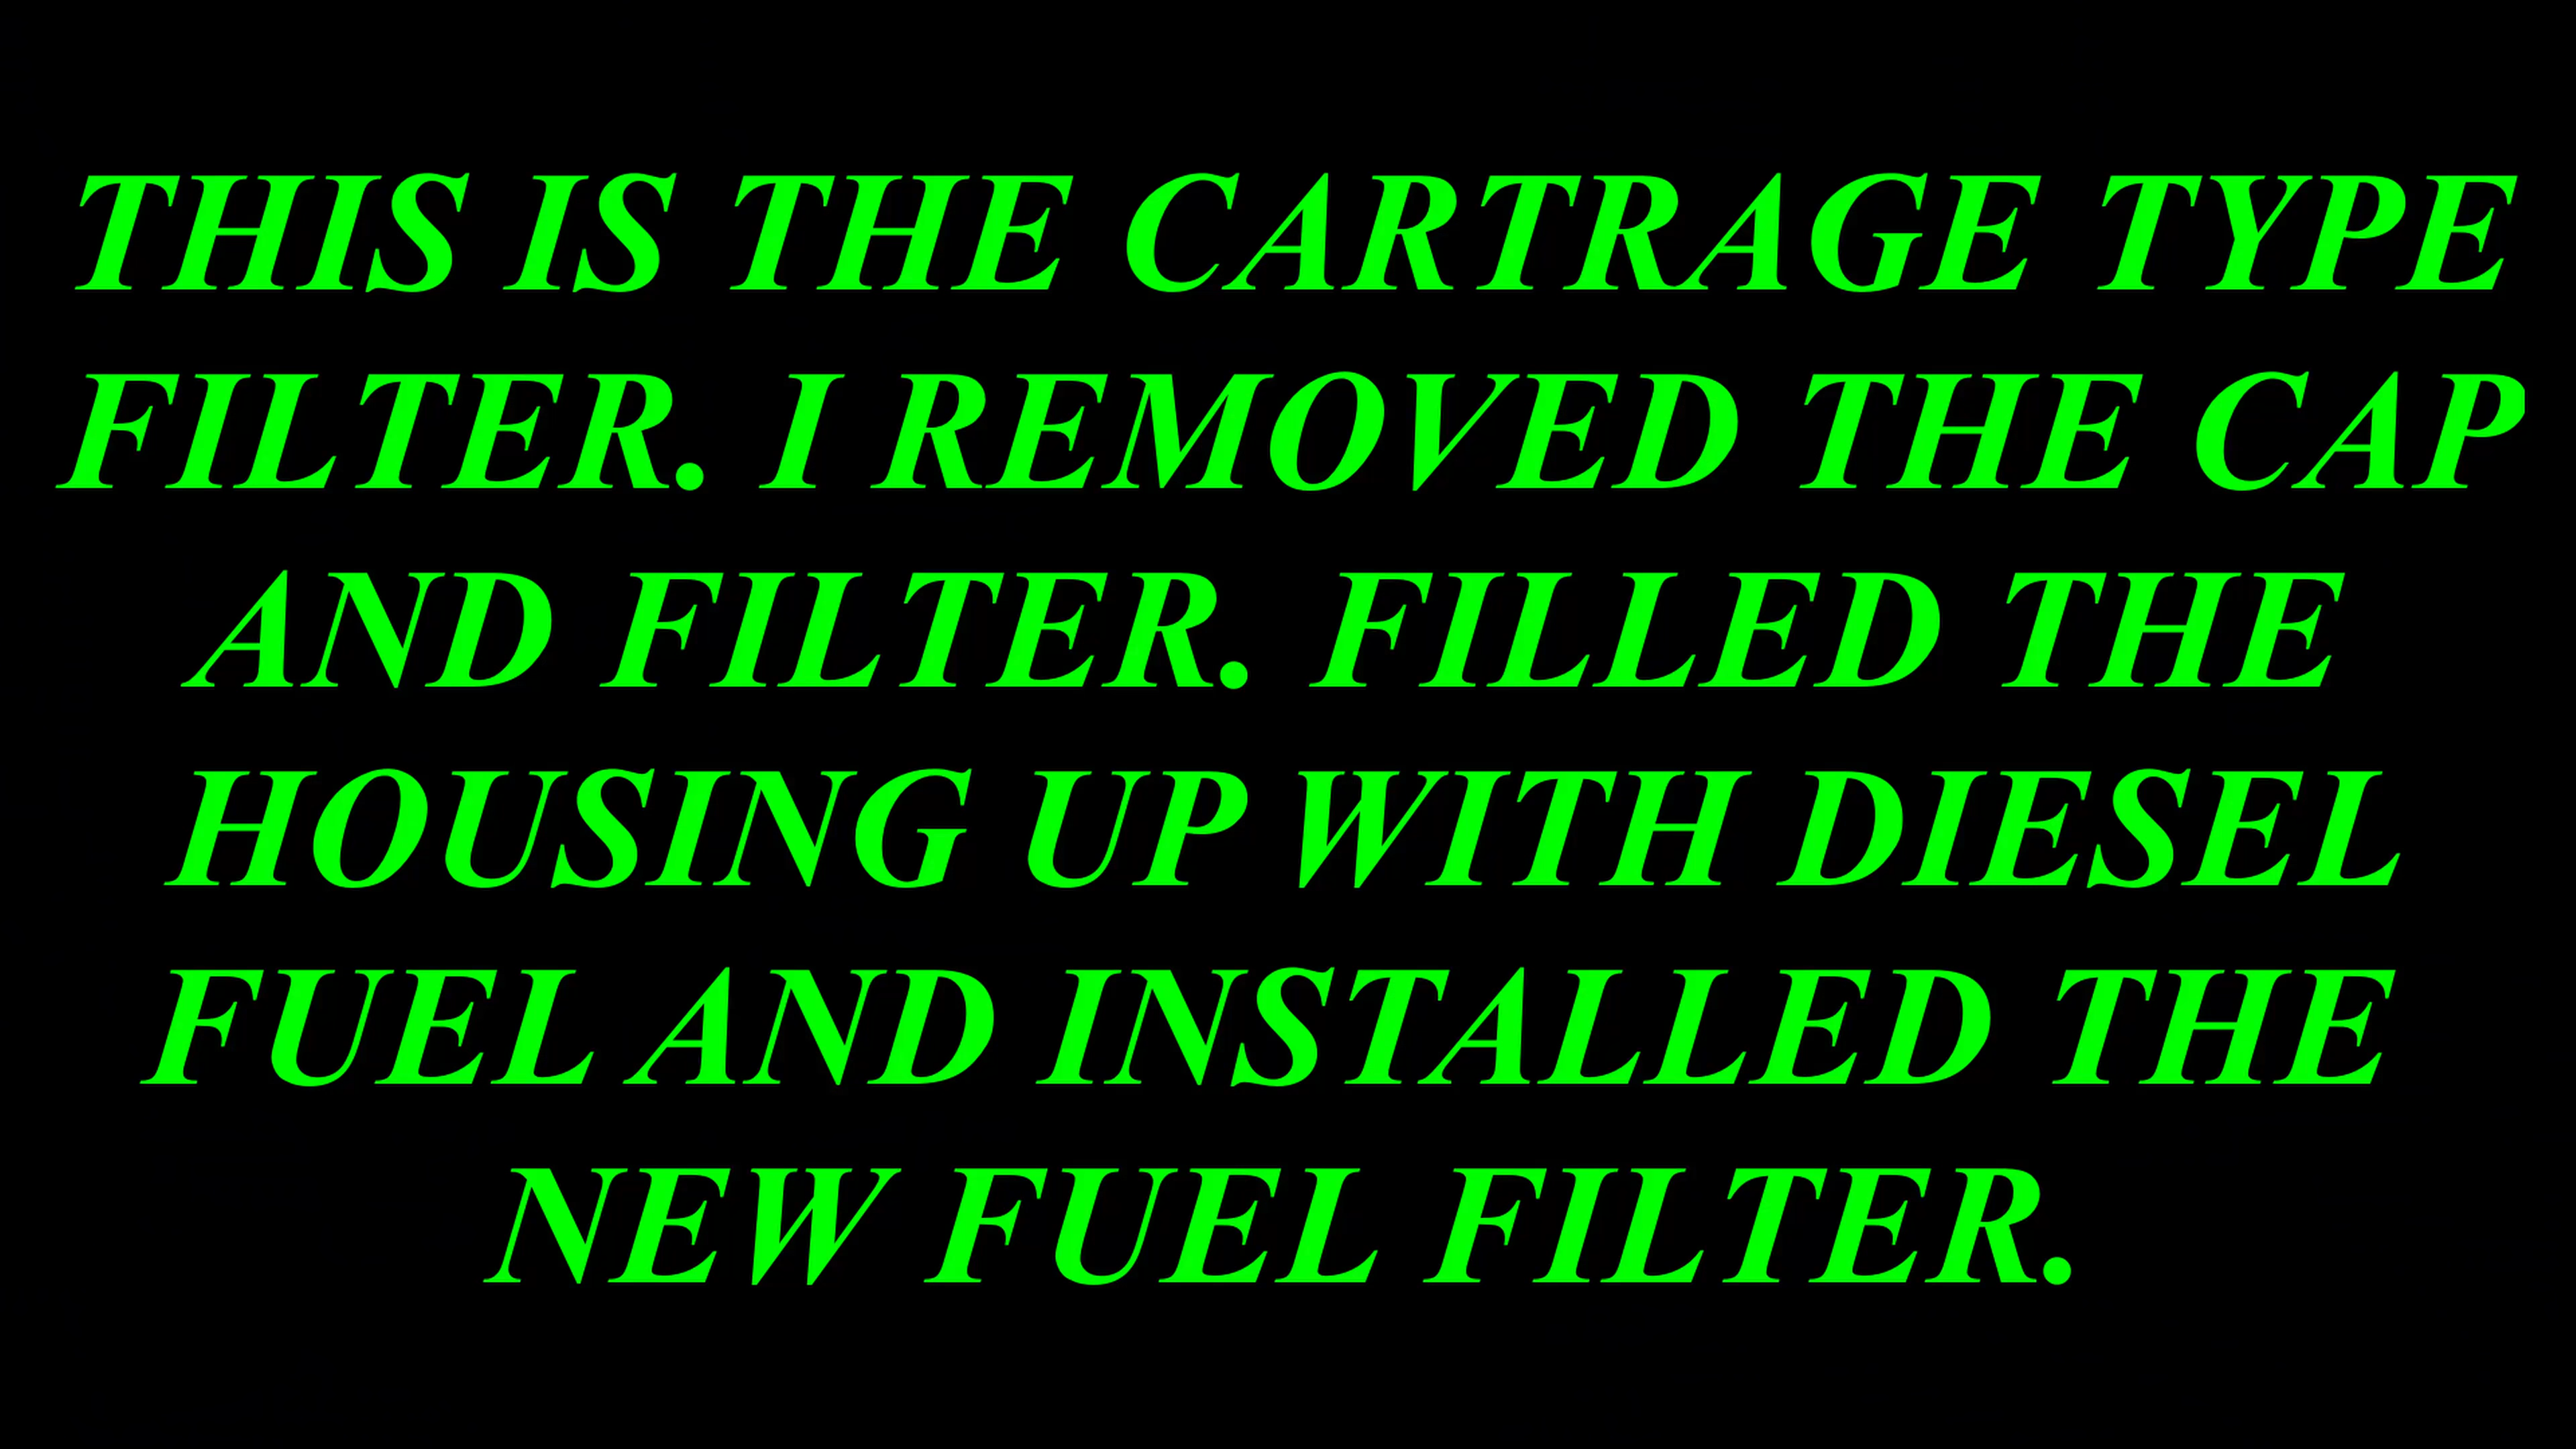 THIS IS THE CARTRAGE TYPE
FILTER. I REMOVED THE CAP
AND FILTER. FILLED THE
HOUSING UP WITH DIESEL
FUEL AND INSTALLED THE
NEW FUEL FILTER.